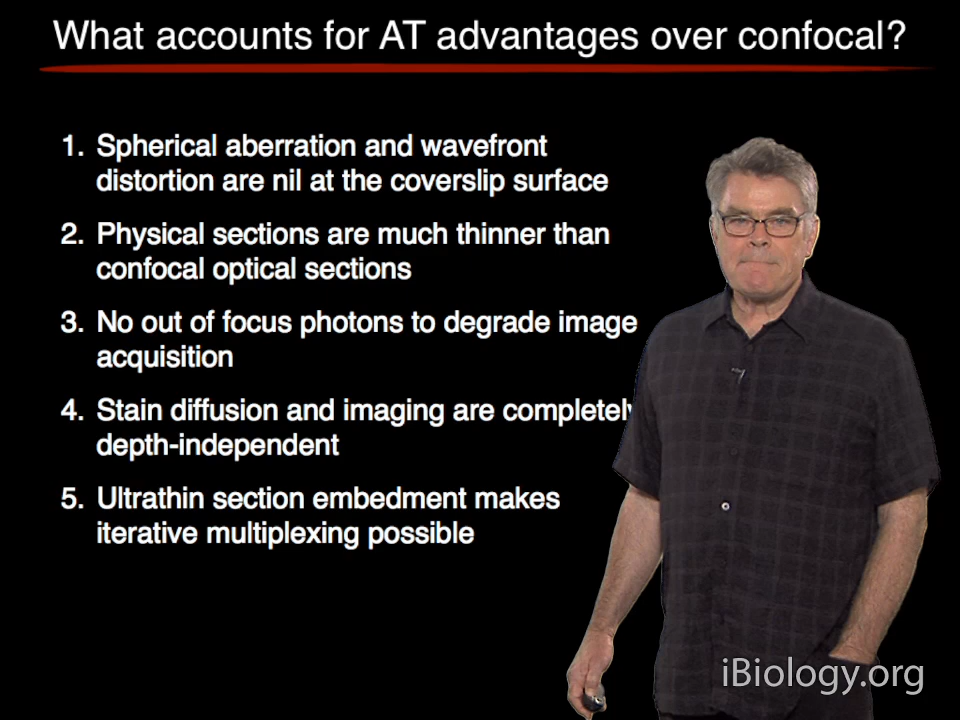 What accounts for AT advantages over confocal?
1. Spherical aberration and wavefront
distortion are nil at the coverslip surface
2. Physical sections are much thinner than
confocal optical sections
3. No out of focus photons to degrade image
acquisition
4. Stain diffusion and imaging are completely
depth-independent
5. Ultrathin section embedment makes
iterative multiplexing possible
iBiology.org